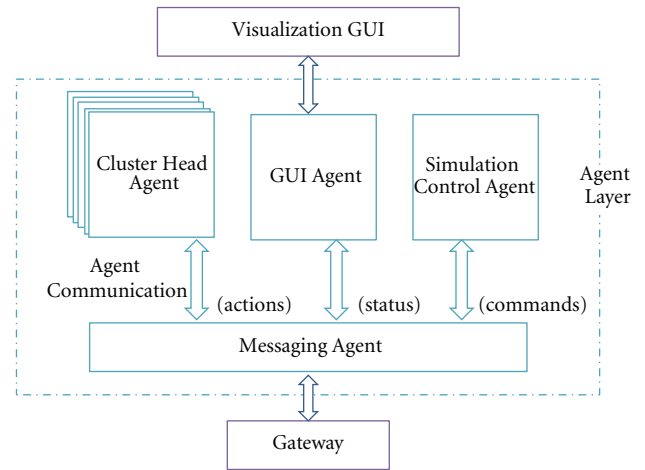 Visualization GUI
Cluster Head
Agent
GUI Agent
Simulation
Control Agent
Agent
Layer
Agent
Communication
(actions)
(status)
(commands)
Messaging Agent
Gateway